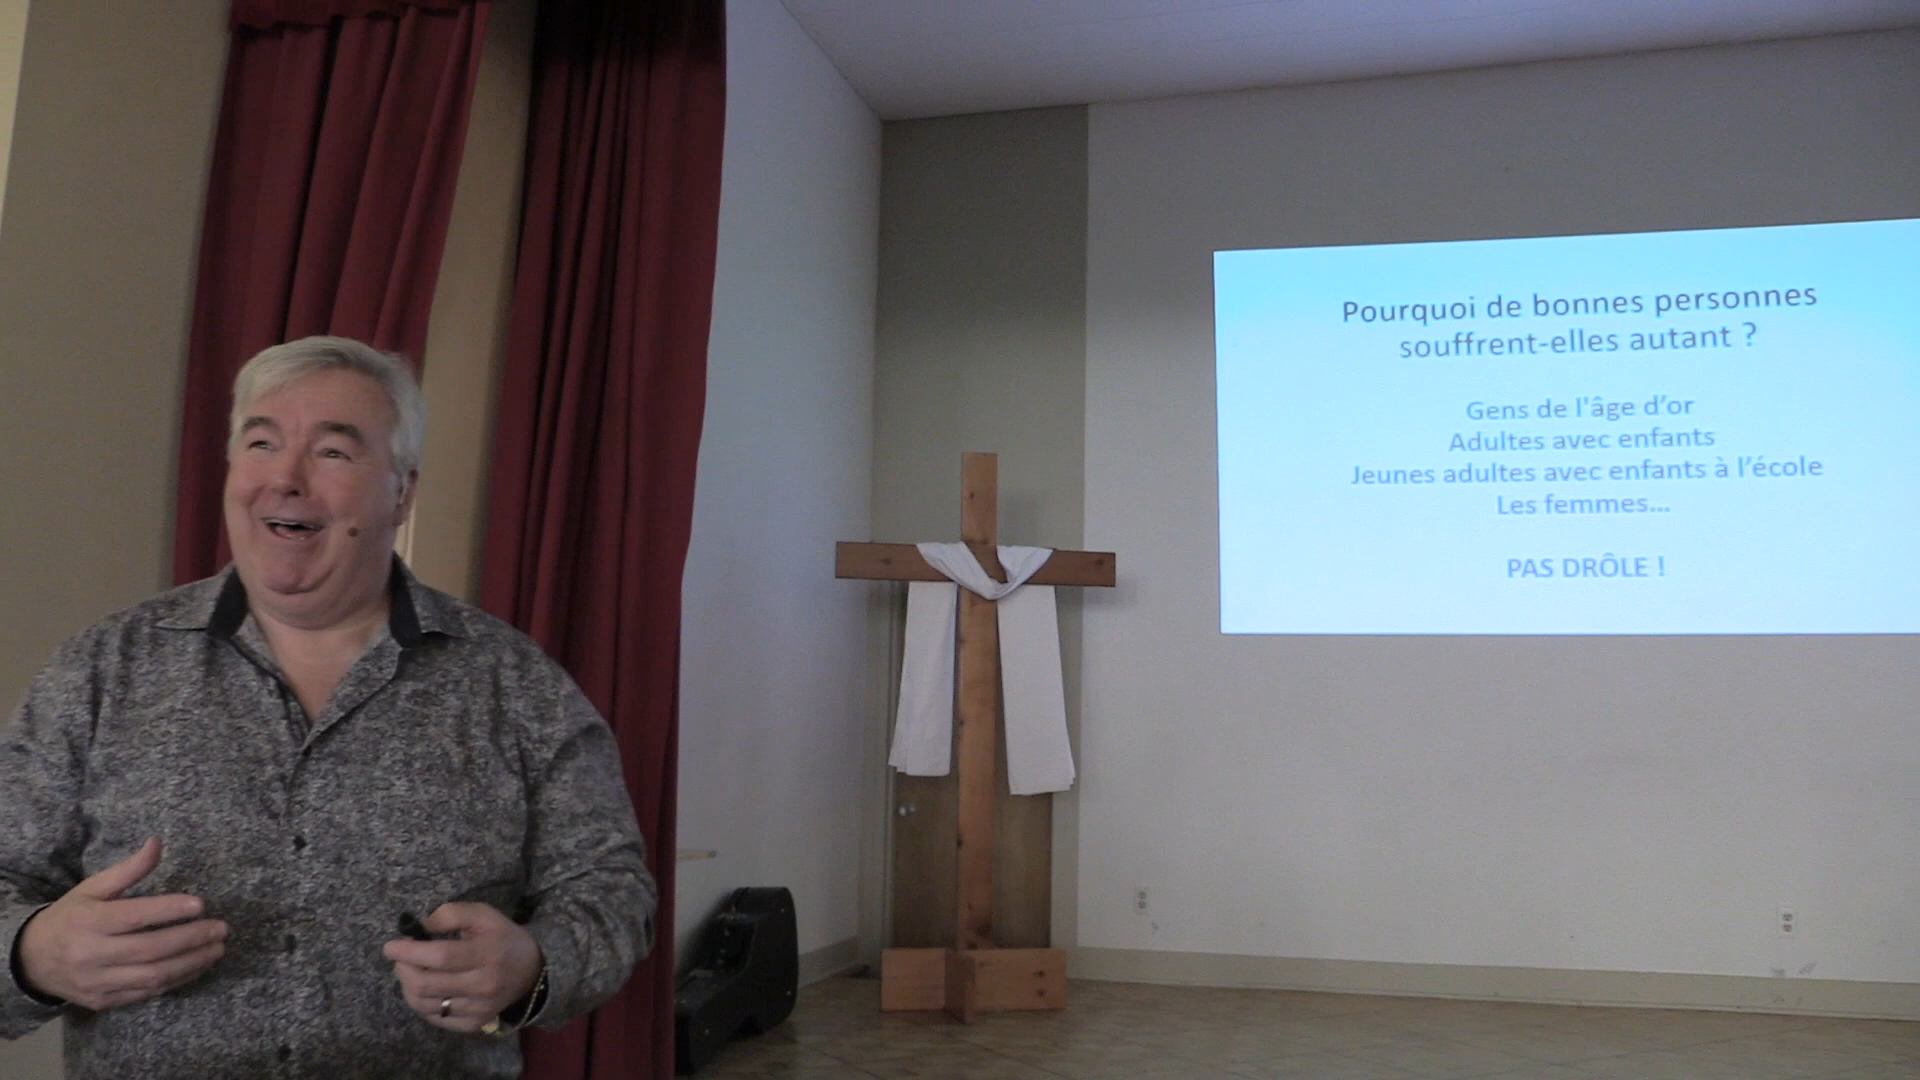 Pourquoi de bonnes personnes
souffrent-elles autant ?
Gens de l'âge d’or
Adultes avec enfants
Jeunes adultes avec enfants à l’école
Les femmes...
PAS DRÔLE !